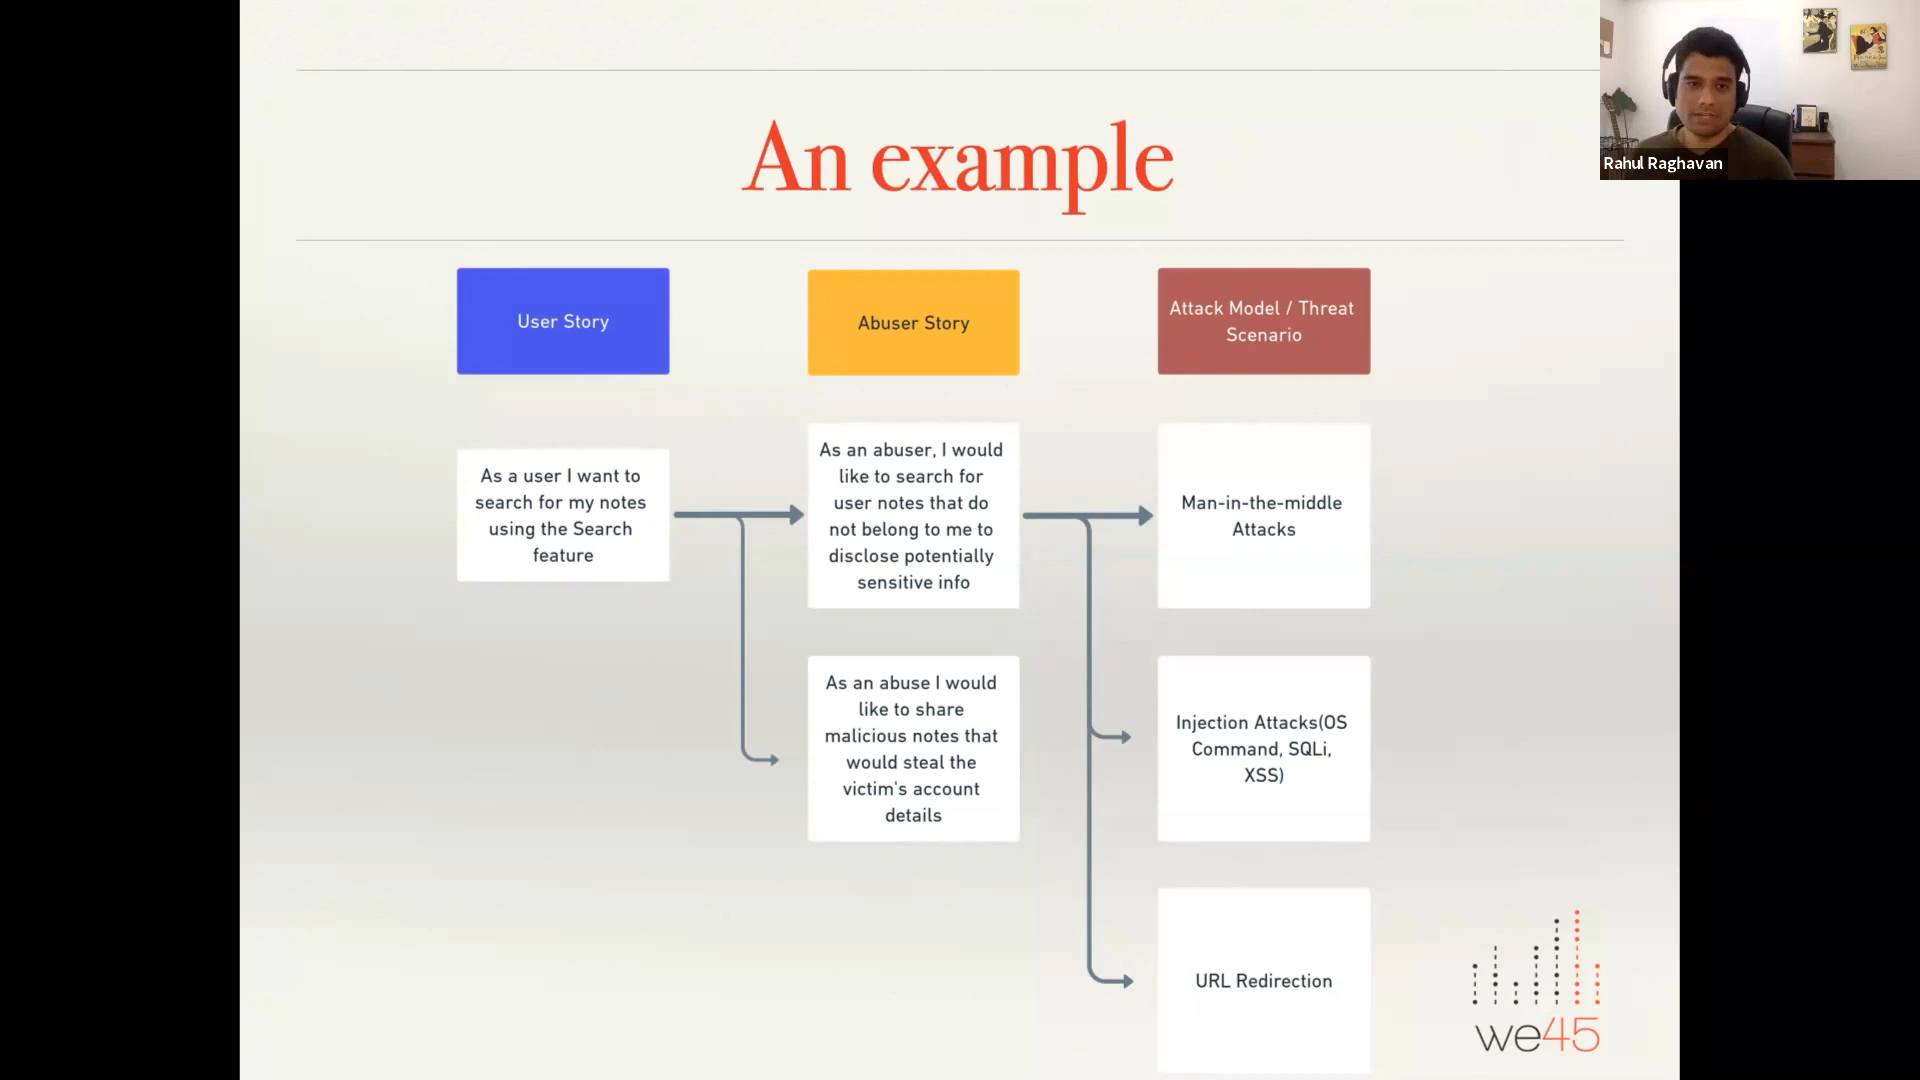 An example
Rahul Raghavan
User Story
Abuser Story
Attack Model / Threat
Scenario
As a user I want to
search for my notes
using the Search
feature
As an abuser, I would
like to search for
user notes that do
not belong to me to
disclose potentially
sensitive info
Man-in-the-middle
Attacks
As an abuse I would
like to share
malicious notes that
would steal the
victim's account
details
Injection Attacks(OS
Command, SQLi,
XSS)
URL Redirection
we45